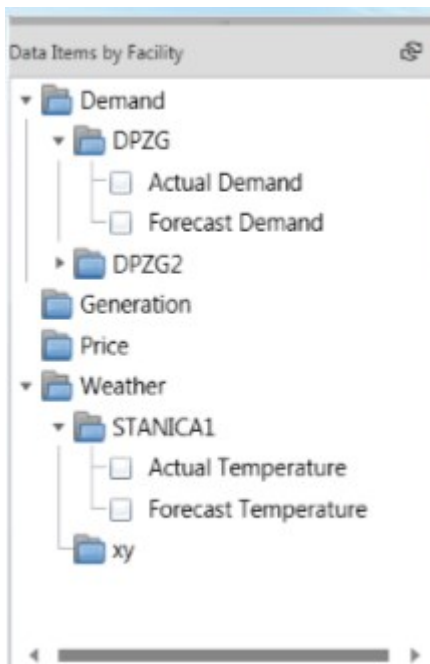 Data Items by Facility
Demand
DPZG
Actual Demand
Forecast Demand
DPZG2
Generation
Price
Weather
STANICA1
Actual Temperature
Forecast Temperature
xy